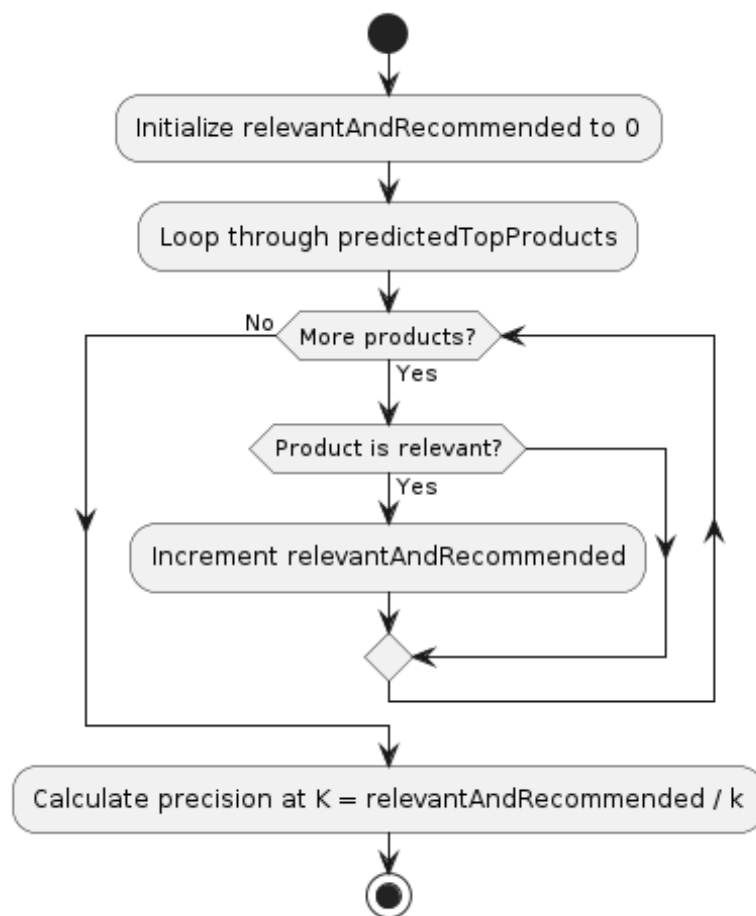 Initialize relevantAndRecommended to 0
Loop through predictedTopProducts
No
More products?
Yes
Product is relevant?
Yes
Increment relevantAndRecommended
Calculate precision at K = relevantAndRecommended / k